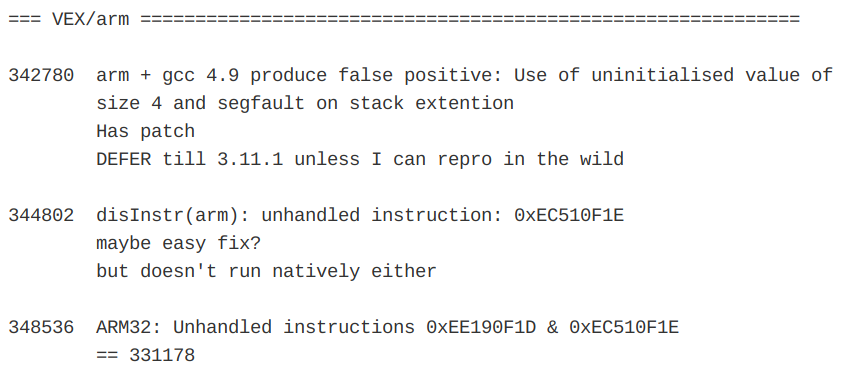 === VEX/arm ============================================================
342780  arm + gcc 4.9 produce false positive: Use of uninitialised value of
        size 4 and segfault on stack extention
        Has patch
        DEFER till 3.11.1 unless I can repro in the wild
344802  disInstr(arm): unhandled instruction: 0xEC510F1E
        maybe easy fix?
        but doesn't run natively either
348536  ARM32: Unhandled instructions 0xEE190F1D & 0xEC510F1E
        == 331178